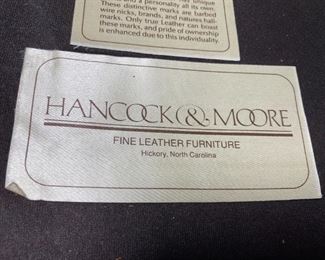 and a personality all its own.
These distinctive marks are barbed
wire nicks, brands, and natures hall-
marks. Only true Leather can boast
these marks, and pride of ownership
is enhanced due to this individuality.
HANCOCK & MOORE
FINE LEATHER FURNITURE
Hickory, North Carolina